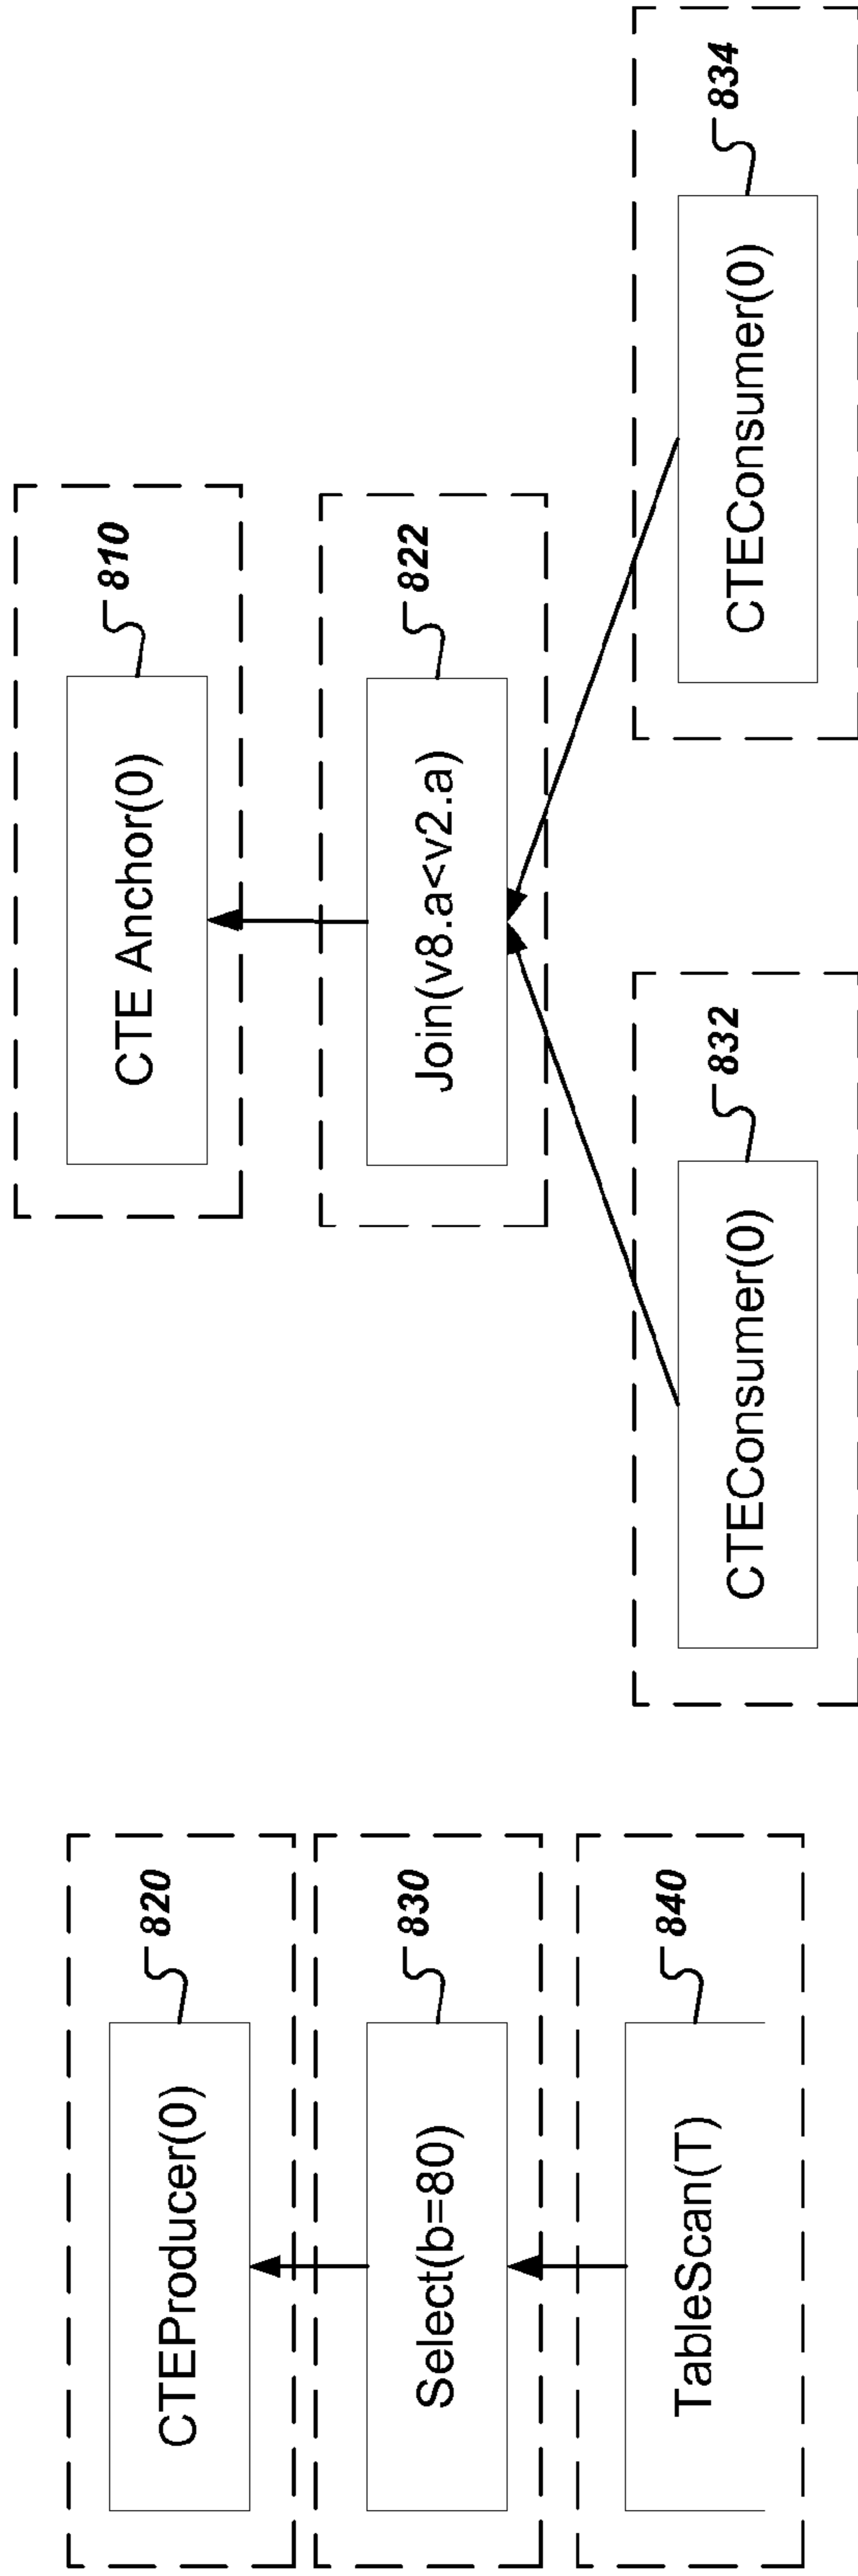 CTE Anchor(0)
810
CTEProducer(0)
820
Join(v8.a<v2.a)
822
Select(b=80)
830
CTEConsumer(0)
832
CTEConsumer(0)
834
TableScan(T)
840